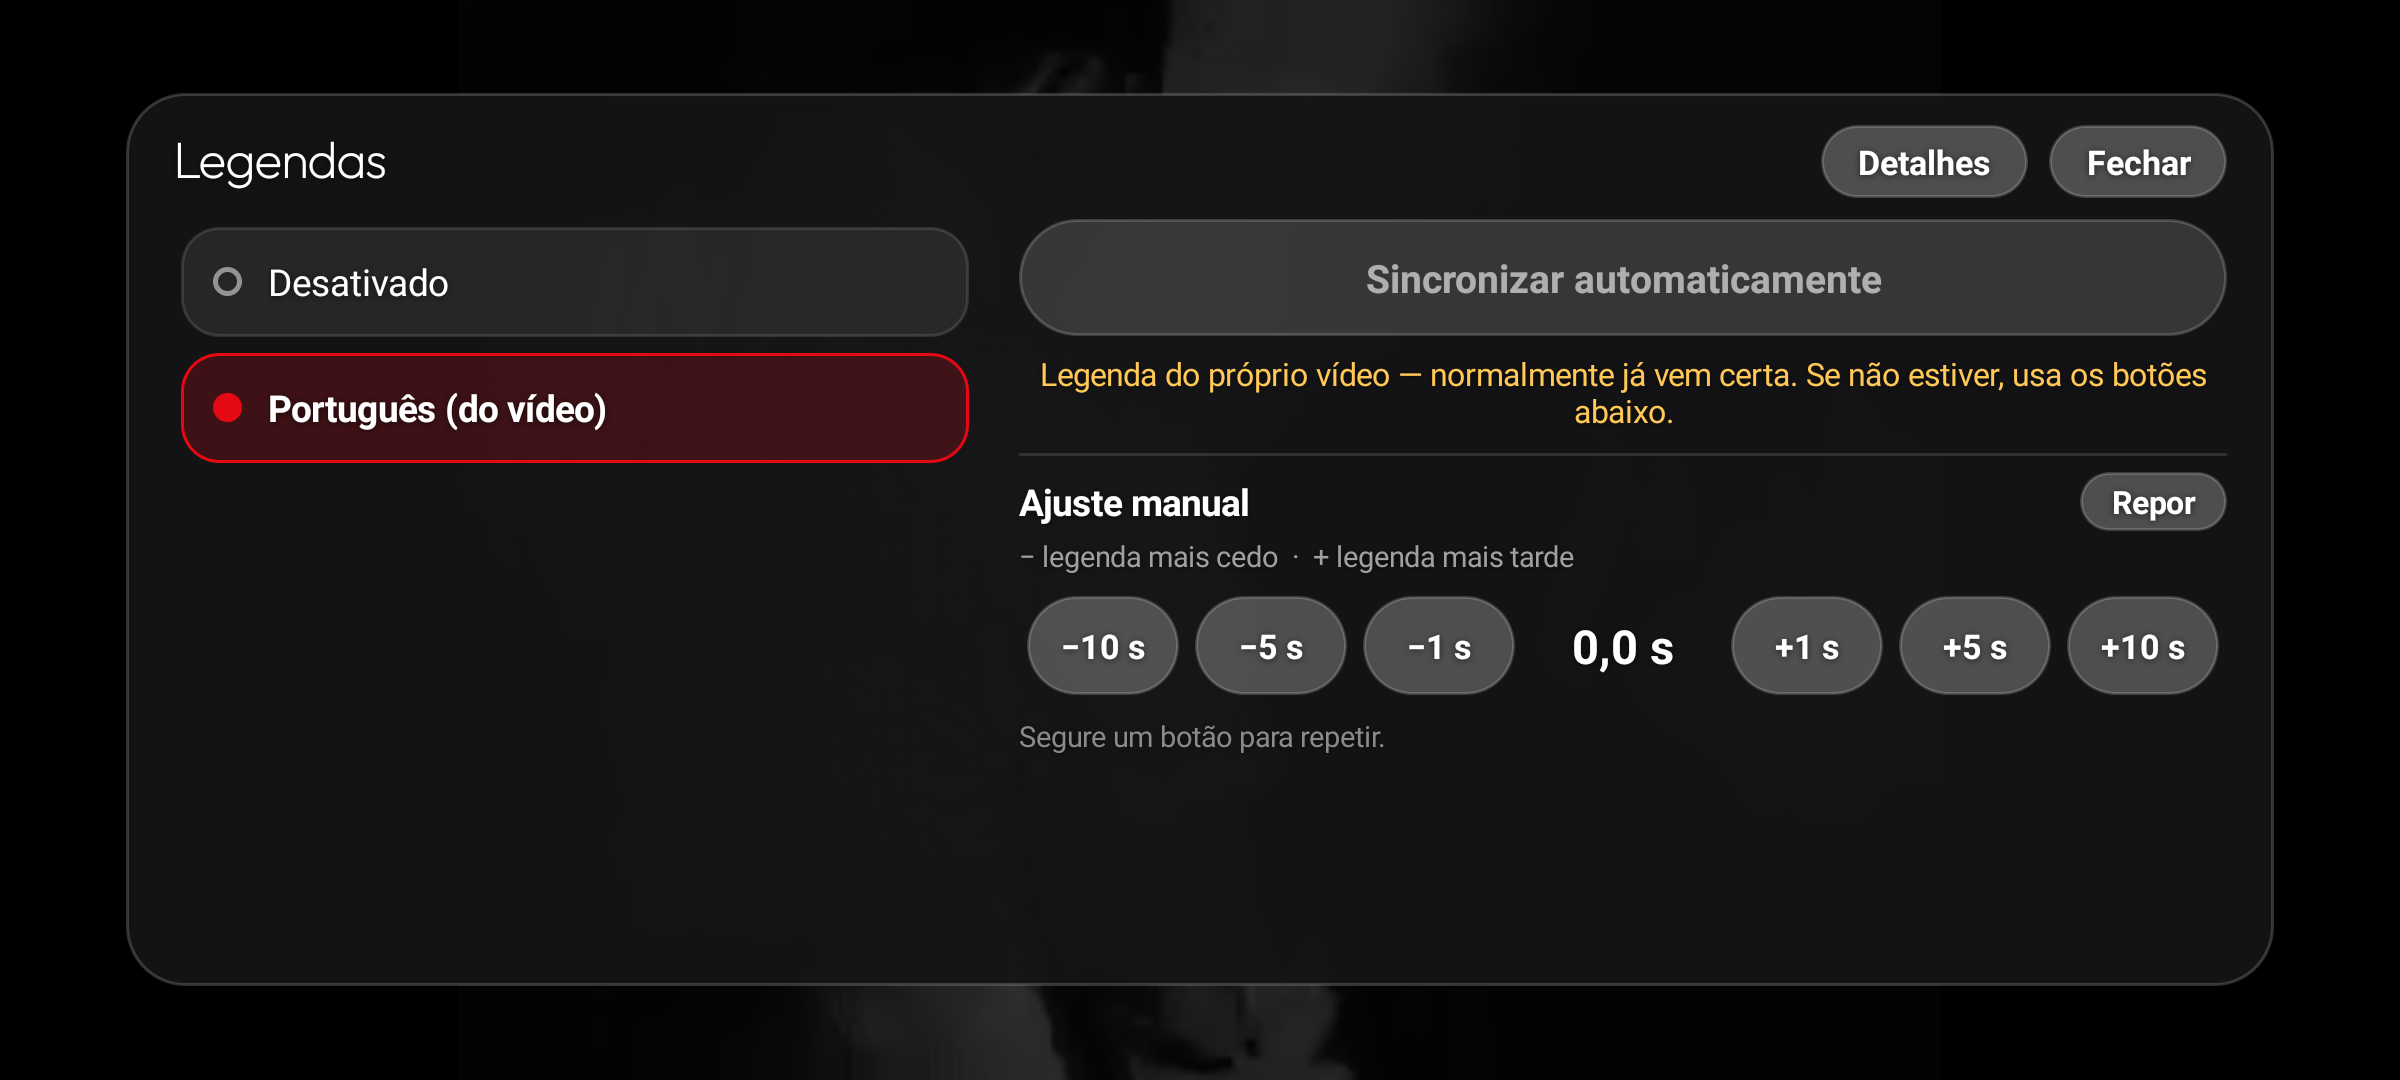 Legendas
Detalhes
Fechar
Desativado
Português (do vídeo)
Sincronizar automaticamente
Legenda do próprio vídeo — normalmente já vem certa. Se não estiver, usa os botões
abaixo.
Ajuste manual
Repor
− legenda mais cedo · + legenda mais tarde
−10 s
−5 s
−1 s
0,0 s
+1 s
+5 s
+10 s
Segure um botão para repetir.